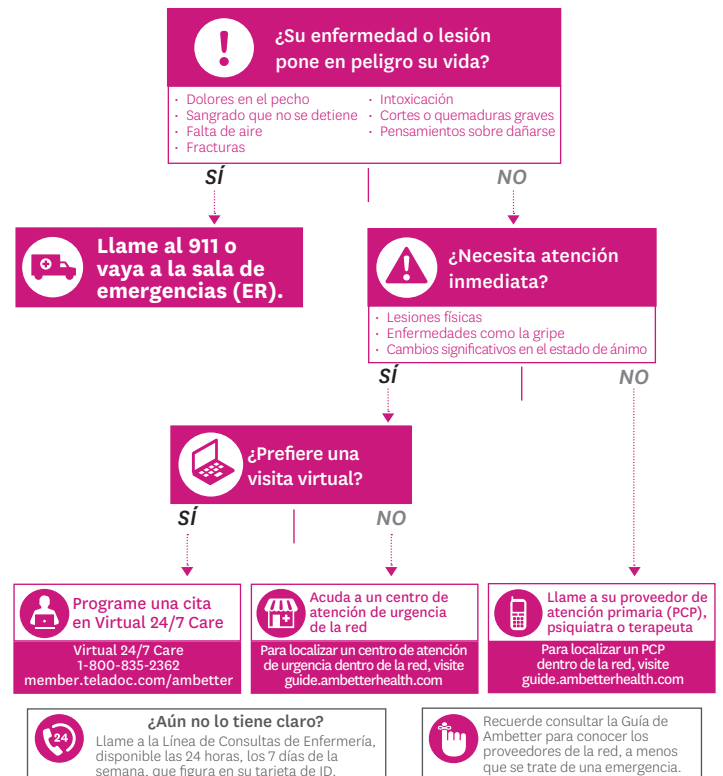 ¿Su enfermedad o lesión
pone en peligro su vida?
· Dolores en el pecho
· Sangrado que no se detiene
· Falta de aire
· Fracturas
· Intoxicación
· Cortes o quemaduras graves
· Pensamientos sobre dañarse
SÍ
NO
Llame al 911 o
vaya a la sala de
emergencias (ER).
¿Necesita atención
inmediata?
· Lesiones físicas
· Enfermedades como la gripe
· Cambios significativos en el estado de ánimo
SÍ
NO
¿Prefiere una
visita virtual?
SÍ
NO
Programe una cita
en Virtual 24/7 Care
Virtual 24/7 Care
1-800-835-2362
member.teladoc.com/ambetter
Acuda a un centro de
atención de urgencia
de la red
Para localizar un centro de atención
de urgencia dentro de la red, visite
guide.ambetterhealth.com
Llame a su proveedor de
atención primaria (PCP),
psiquiatra o terapeuta
Para localizar un PCP
dentro de la red, visite
guide.ambetterhealth.com
24
¿Aún no lo tiene claro?
Llame a la Línea de Consultas de Enfermería,
disponible las 24 horas, los 7 días de la
semana, que figura en su tarjeta de ID.
Recuerde consultar la Guía de
Ambetter para conocer los
proveedores de la red, a menos
que se trate de una emergencia.